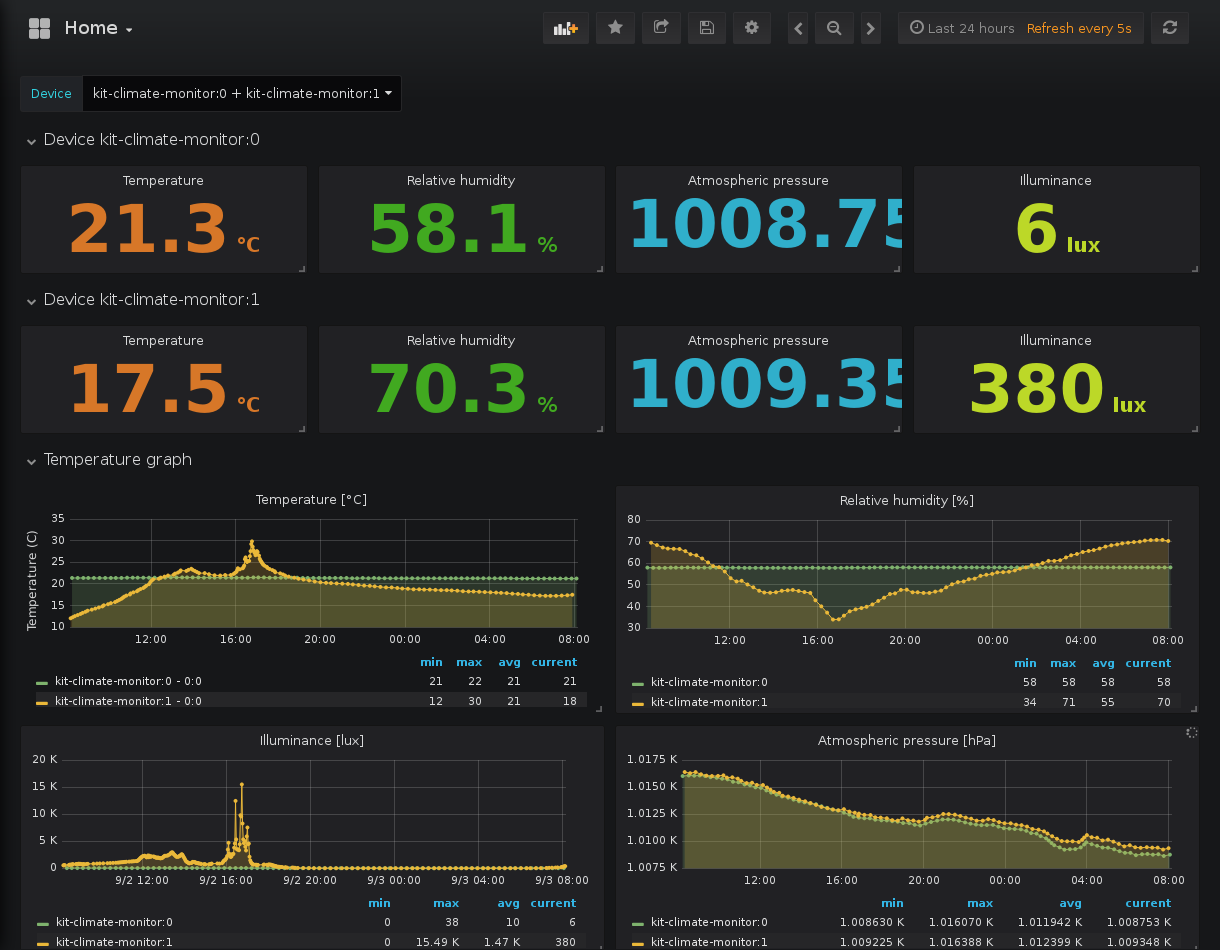 Home
Last 24 hours Refresh every 5s
Device kit-climate-monitor:0 + kit-climate-monitor:1
Device kit-climate-monitor:0
Temperature Relative humidity Atmospheric pressure Illuminance
21.3 °C 58.1 % 1008.75 6 lux
Device kit-climate-monitor:1
Temperature Relative humidity Atmospheric pressure Illuminance
17.5 °C 70.3 % 1009.35 380 lux
Temperature graph
Temperature [°C]
Temperature (C)
35
30
25
20
15
10
12:00 16:00 20:00 00:00 04:00 08:00
min max avg current
kit-climate-monitor:0 - 0:0 21 22 21 21
kit-climate-monitor:1 - 0:0 12 30 21 18
Relative humidity [%]
80
70
60
50
40
30
12:00 16:00 20:00 00:00 04:00 08:00
min max avg current
kit-climate-monitor:0 58 58 58 58
kit-climate-monitor:1 34 71 55 70
Illuminance [lux]
20 K
15 K
10 K
5 K
0
9/2 12:00 9/2 16:00 9/2 20:00 9/3 00:00 9/3 04:00 9/3 08:00
min max avg current
kit-climate-monitor:0 0 38 10 6
kit-climate-monitor:1 0 15.49 K 1.47 K 380
Atmospheric pressure [hPa]
1.0175 K
1.0150 K
1.0125 K
1.0100 K
1.0075 K
12:00 16:00 20:00 00:00 04:00 08:00
min max avg current
kit-climate-monitor:0 1.008630 K 1.016070 K 1.011942 K 1.008753 K
kit-climate-monitor:1 1.009225 K 1.016388 K 1.012399 K 1.009348 K